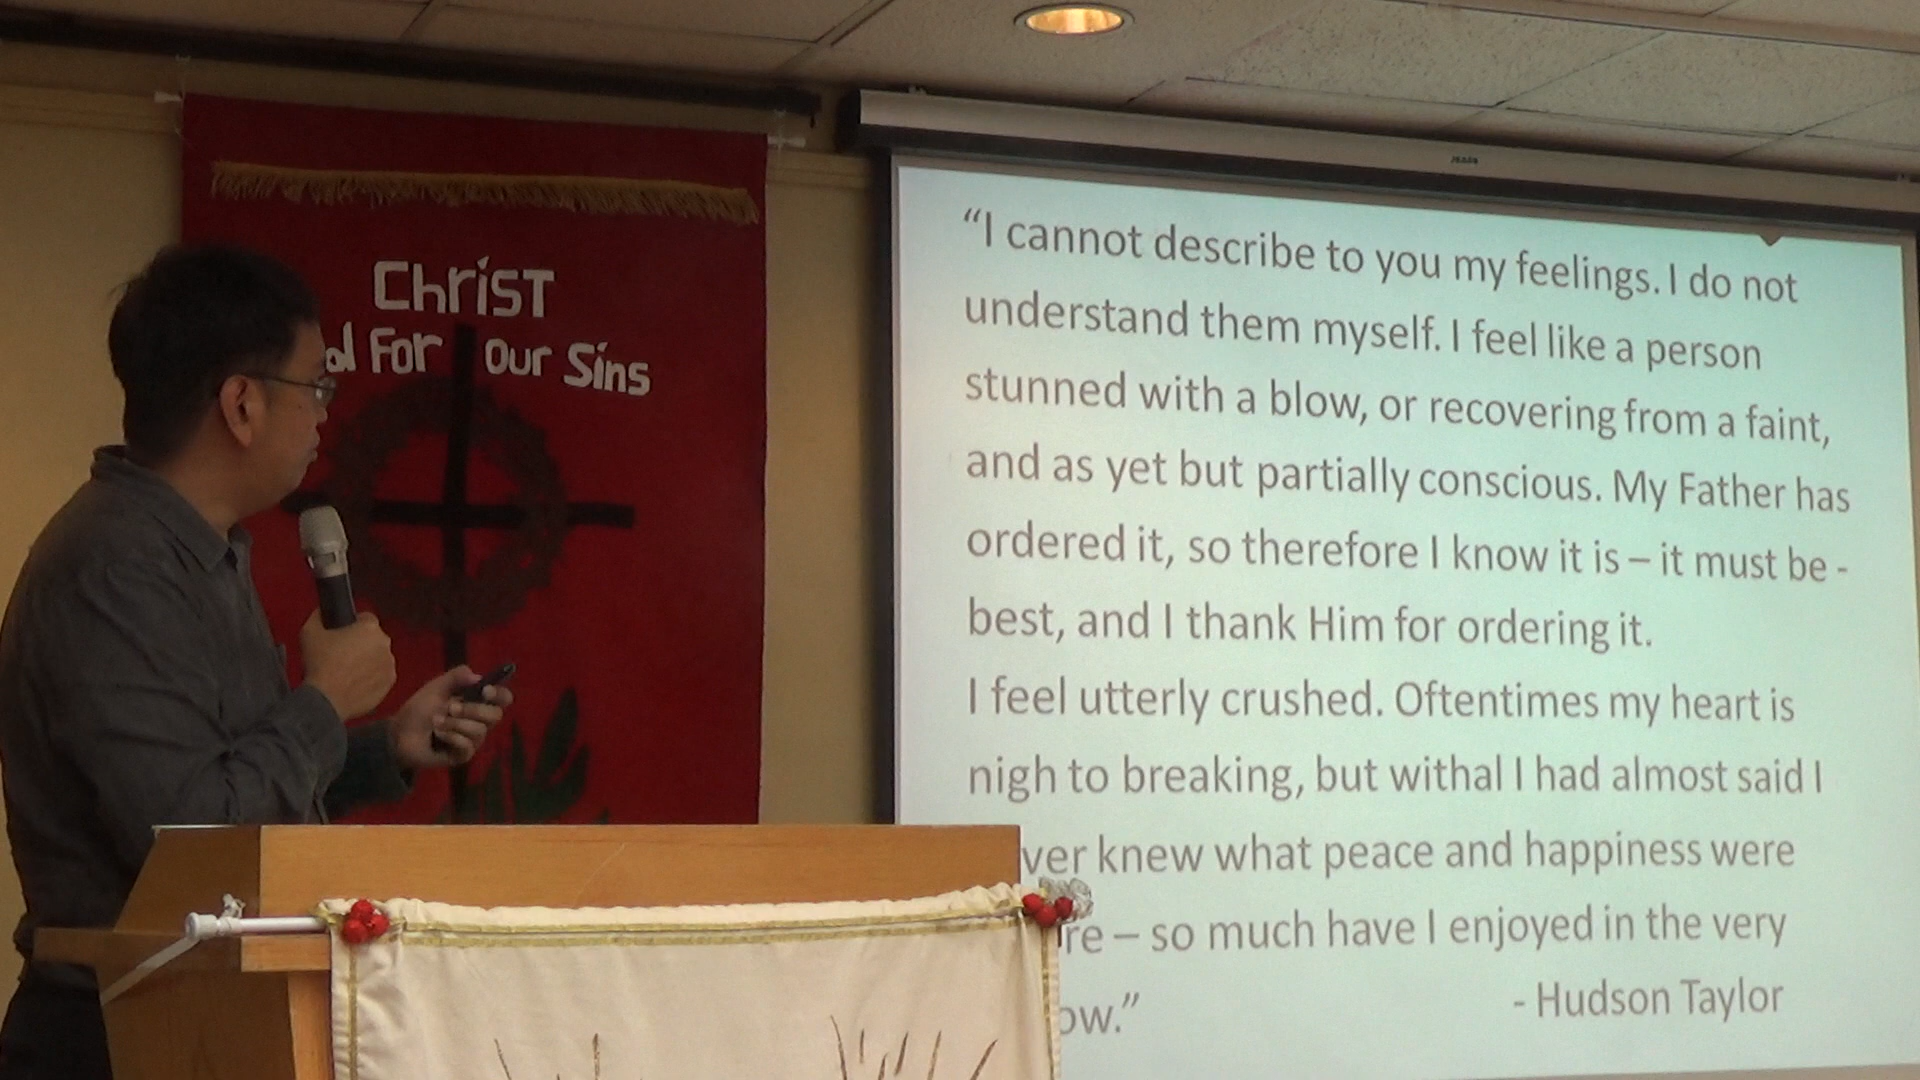 Christ
For our Sins
“I cannot describe to you my feelings. I do not
understand them myself. I feel like a person
stunned with a blow, or recovering from a faint,
and as yet but partially conscious. My Father has
ordered it, so therefore I know it is – it must be -
best, and I thank Him for ordering it.
I feel utterly crushed. Oftentimes my heart is
nigh to breaking, but withal I had almost said I
knew what peace and happiness were
– so much have I enjoyed in the very
- Hudson Taylor